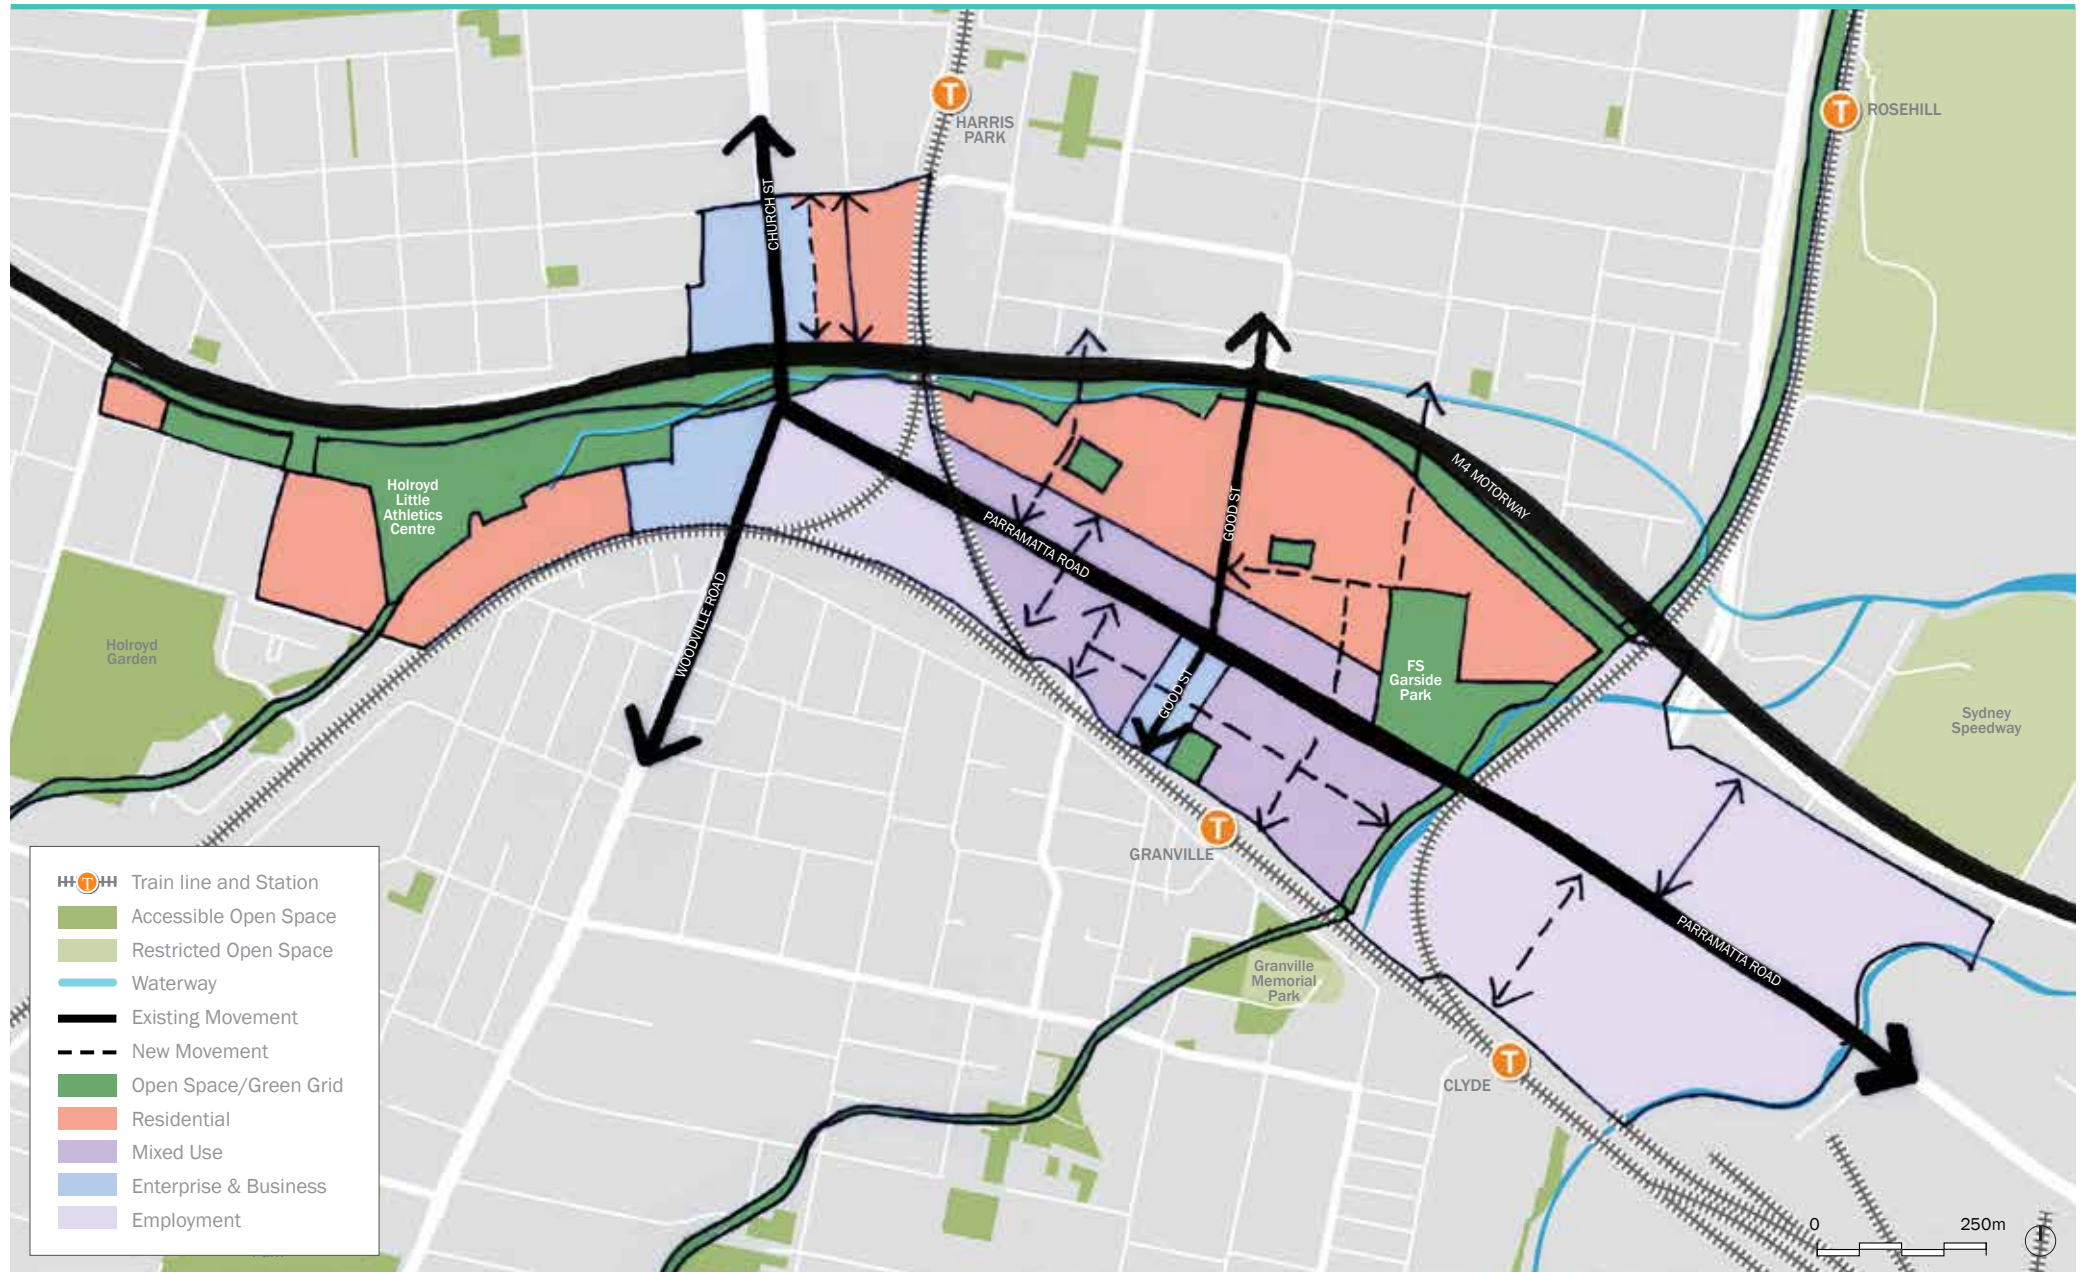 T
HARRIS
PARK
T
ROSEHILL
CHURCH ST
M4 MOTORWAY
Holroyd
Little
Athletics
Centre
GOOD ST
PARRAMATTA ROAD
WOODVILLE ROAD
Holroyd
Garden
FS
Garside
Park
GOOD ST
Sydney
Speedway
T
GRANVILLE
PARRAMATTA ROAD
Granville
Memorial
Park
T
CLYDE
T
Train line and Station
Accessible Open Space
Restricted Open Space
Waterway
Existing Movement
New Movement
Open Space/Green Grid
Residential
Mixed Use
Enterprise & Business
Employment
0
250m